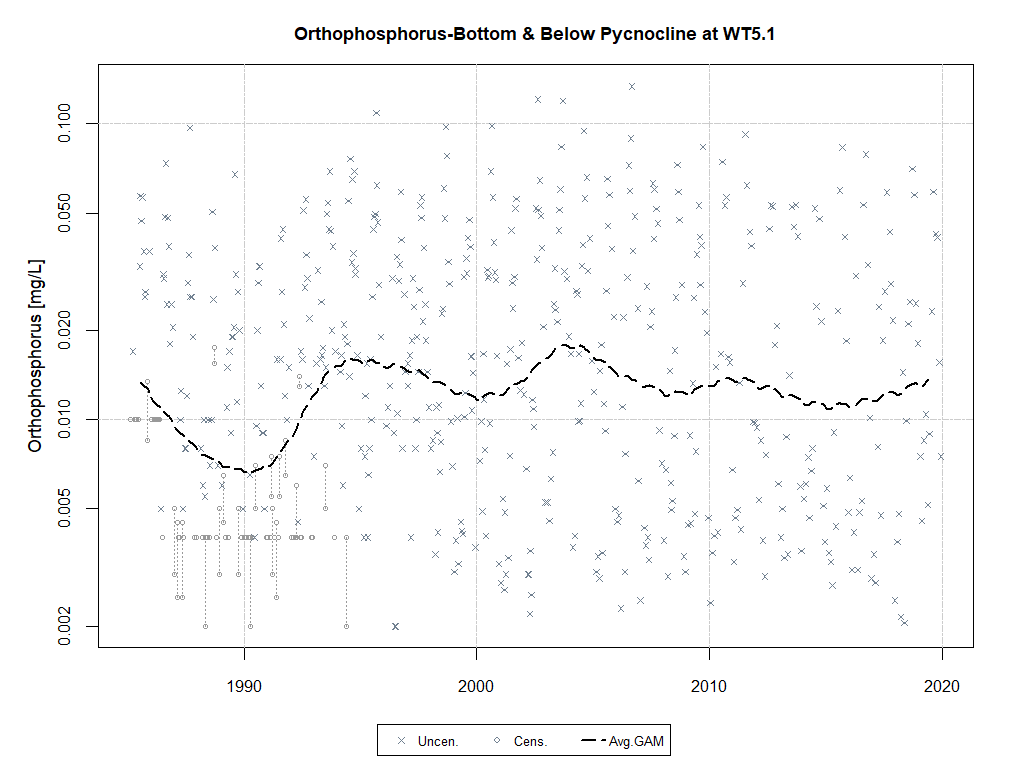 Orthophosphorus-Bottom & Below Pycnocline at WT5.1
Orthophosphorus [mg/L]
0.100
0.050
0.020
0.010
0.005
0.002
1990 2000 2010 2020
Uncen. Cens. Avg.GAM